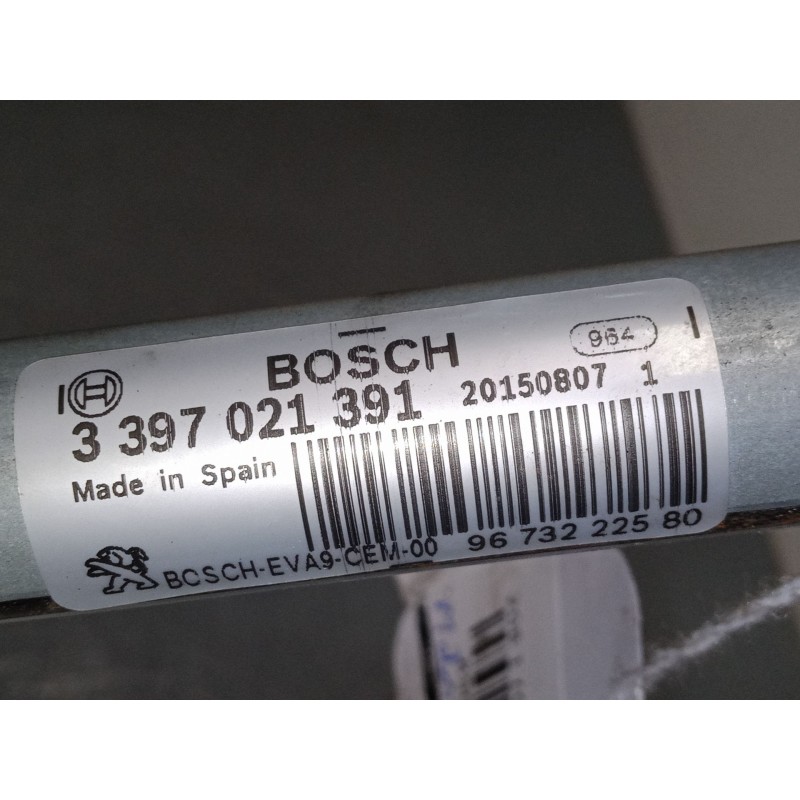 BOSCH
964
3 397 021 391
20150807 1
Made in Spain
BCSCH-EVA9-CEM-00
96 732 225 80